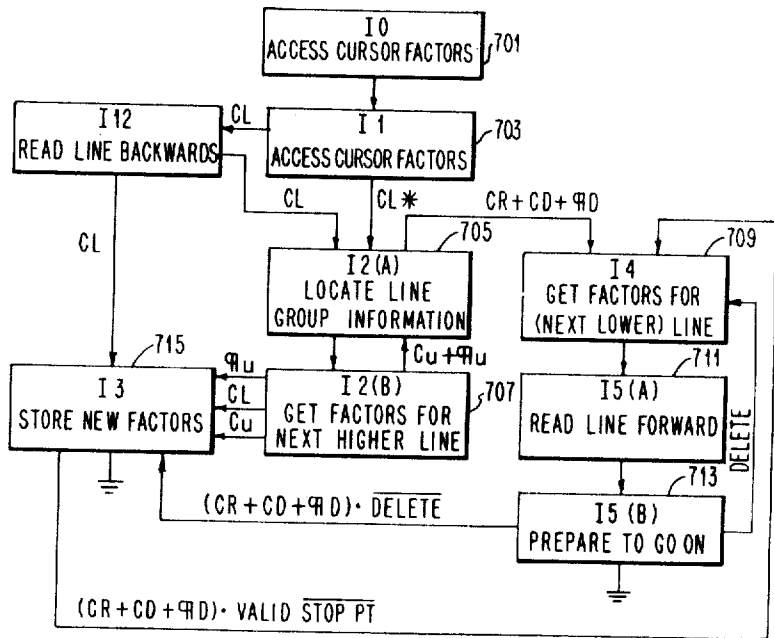 I0
ACCESS CURSOR FACTORS
701
I12
READ LINE BACKWARDS
CL
I1
ACCESS CURSOR FACTORS
703
CL
CL
CL*
CR+CD+¶D
705
I2(A)
LOCATE LINE
GROUP INFORMATION
709
I4
GET FACTORS FOR
(NEXT LOWER) LINE
Cu+¶u
715
I3
STORE NEW FACTORS
¶u
CL
Cu
I2(B)
GET FACTORS FOR
NEXT HIGHER LINE
707
711
I5(A)
READ LINE FORWARD
DELETE
713
I5(B)
PREPARE TO GO ON
(CR+CD+¶D)·D̅E̅L̅E̅T̅E̅
(CR+CD+¶D)·VALID S̅T̅O̅P̅ ̅P̅T̅